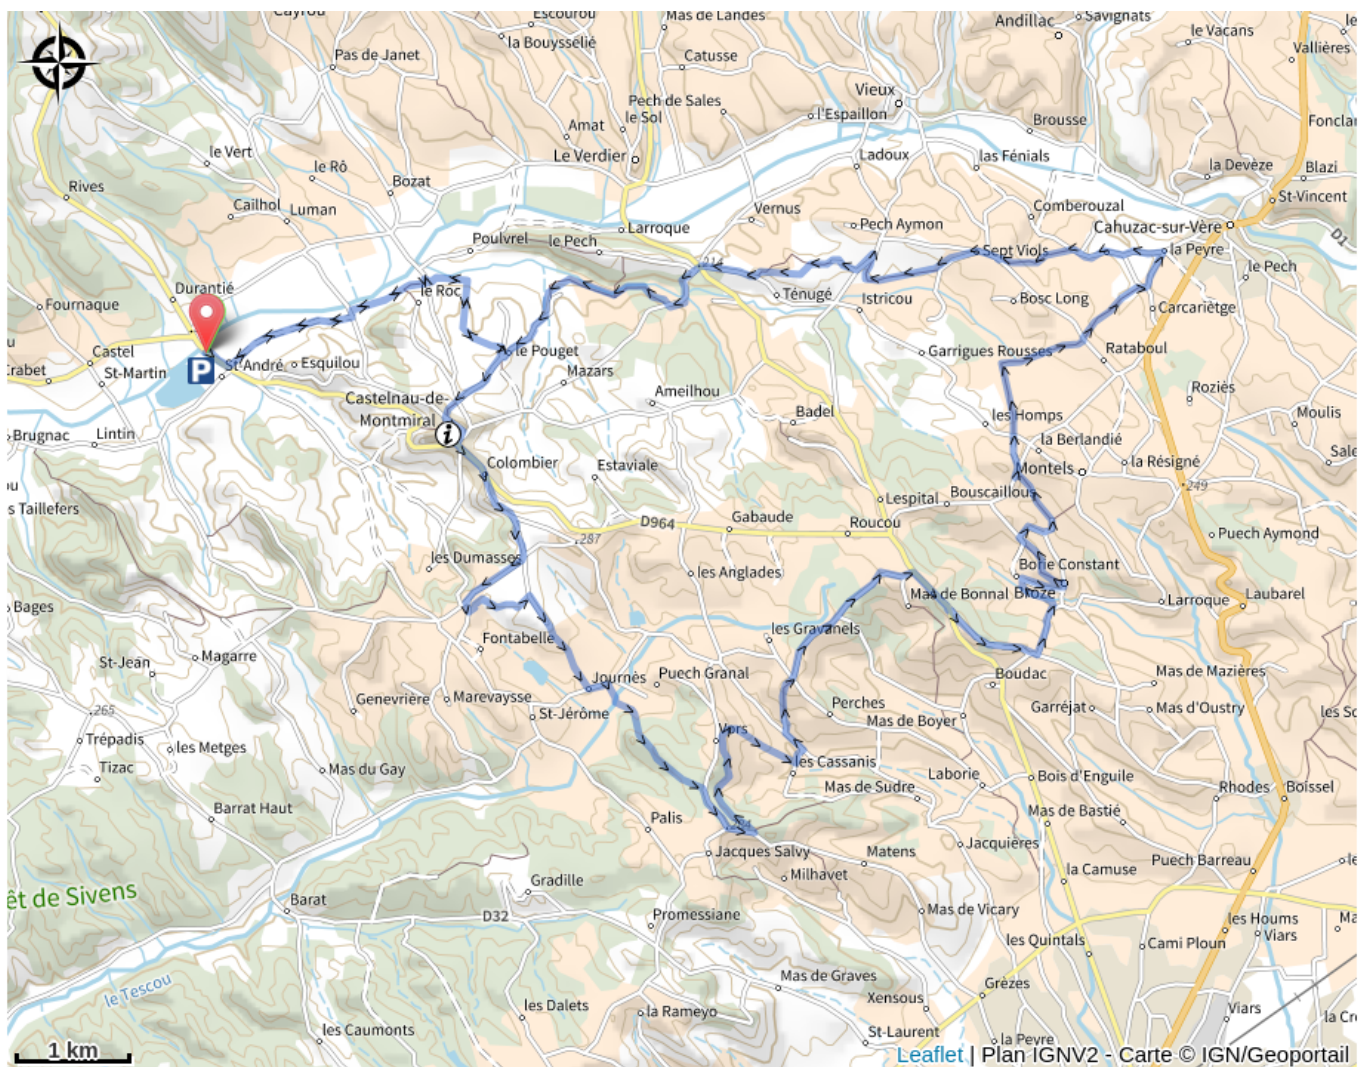 Cayrou
Escourou
Mas de Landes
Andillac
Savignats
le Vacans
la Bouyssélié
Pas de Janet
Catusse
Vallières
Vieux
Pech de Sales
le Sol
l'Espaillon
Brousse
Amat
le Vert
Le Verdier
Ladoux
las Fénials
la Devèze
Blazi
le Rô
Rives
Bozat
St-Vincent
Cailhol
Luman
Vernus
Comberouzal
Larroque
Pech Aymon
Cahuzac-sur-Vère
Poulvrel
le Pech
D1
Sept Viols
la Peyre
214
le Pech
Durantié
le Roc
Ténugé
Istricou
Bosc Long
Fournaque
Carcariètge
Castel
le Pouget
Garrigues Rousses
Rataboul
St-André
Esquilou
P
St-Martin
Mazars
Roziès
Castelnau-de-
Montmiral
Ameilhou
Badel
les Homps
Moulis
Brugnac
Lintin
i
la Berlandié
Colombier
Estaviale
Montels
la Régisné
249
s Taillefers
Lespital
Bouscaillous
D964
Gabaude
Roucou
Puech Aymond
287
les Dumasses
les Anglades
Boñe Constant
Mas de Bonnal
Broze
Larroque
Laubarel
Bages
les Gravanels
Fontabelle
St-Jean
Magarre
Journès
Puech Granal
Boudac
Mas de Mazières
Genevrière
Marevaysse
Perches
Garréjat
Mas d'Oustry
265
St-Jérôme
Mas de Boyer
Trépadis
les Metges
Vors
Tizac
Mas du Gay
les Cassanis
Laborie
Bois d'Enguile
Mas de Sudre
Rhodes
Boissel
Barrat Haut
Palis
Mas de Bastié
Jacques Salvy
Matens
Jacquières
Puech Barreau
Milhavet
la Camuse
Gradille
êt de Sivens
Barat
D32
Promessiane
Mas de Vicary
les Houms
Viars
les Quintals
Cami Ploun
Mas de Graves
Grèzes
le Tescou
Xensous
les Dalets
la Rameyo
Viars
les Caumonts
St-Laurent
la Peyre
1 km
Leaflet | Plan IGNV2 - Carte © IGN/Geoportail